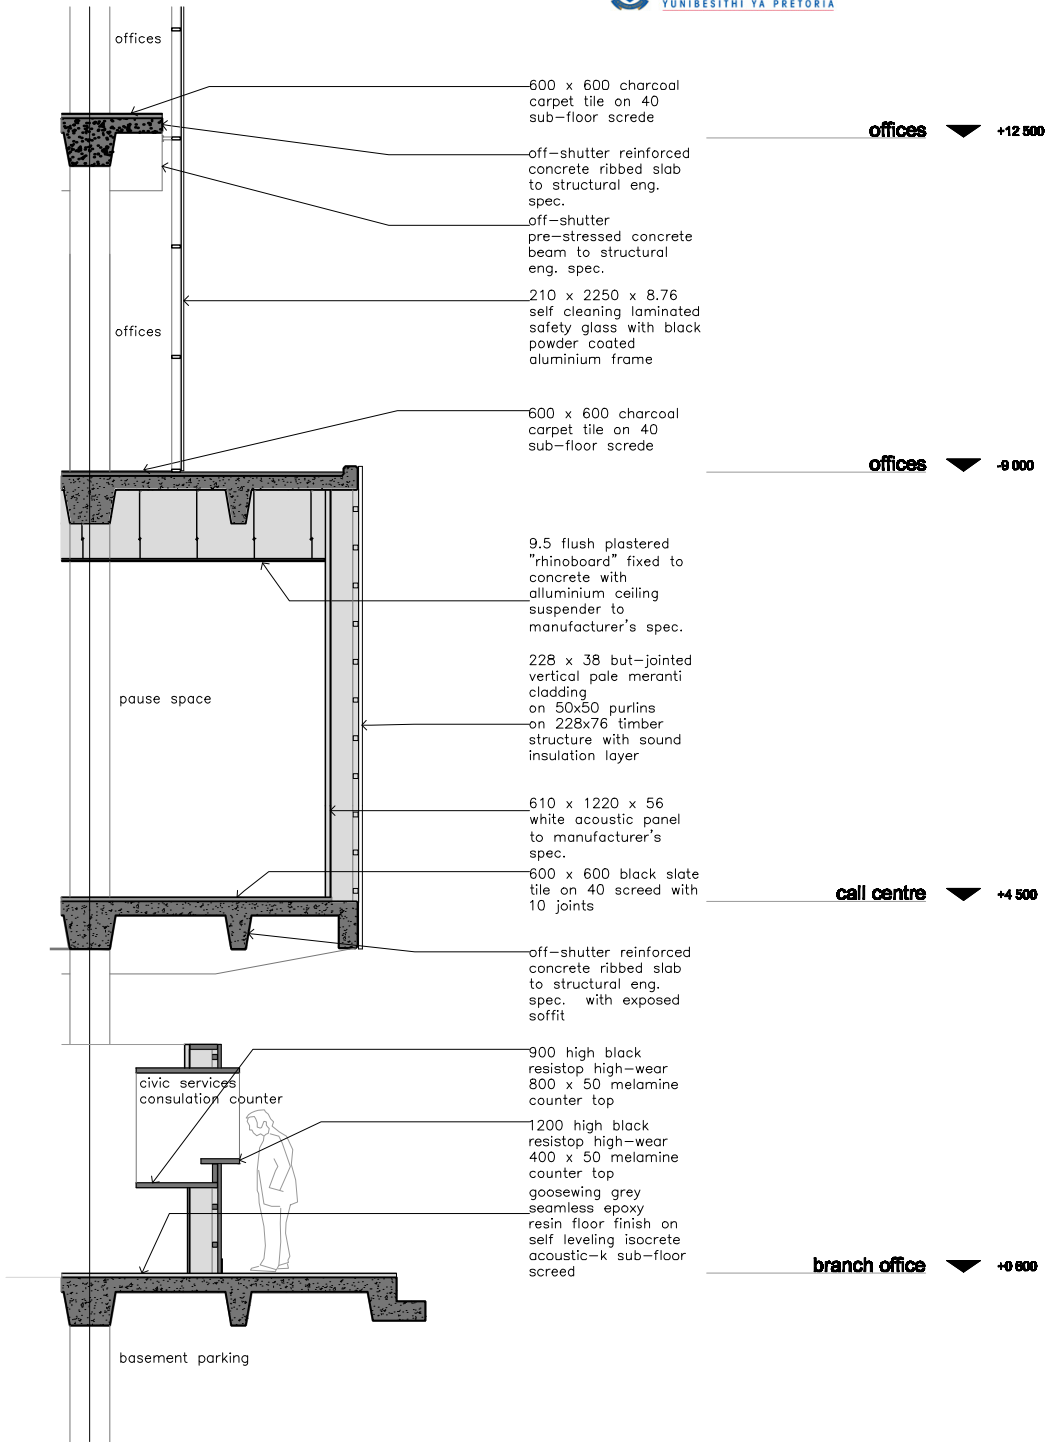 YUNIBESITHI YA PRETORIA
offices
600 x 600 charcoal
carpet tile on 40
sub-floor screde
offices +12 500
off-shutter reinforced
concrete ribbed slab
to structural eng.
spec.
off-shutter
pre-stressed concrete
beam to structural
eng. spec.
210 x 2250 x 8.76
self cleaning laminated
safety glass with black
powder coated
aluminium frame
offices
600 x 600 charcoal
carpet tile on 40
sub-floor screde
offices -9 000
9.5 flush plastered
"rhinoboard" fixed to
concrete with
alluminium ceiling
suspender to
manufacturer's spec.
228 x 38 but-jointed
vertical pale meranti
cladding
on 50x50 purlins
on 228x76 timber
structure with sound
insulation layer
pause space
610 x 1220 x 56
white acoustic panel
to manufacturer's
spec.
600 x 600 black slate
tile on 40 screed with
10 joints
call centre +4 500
off-shutter reinforced
concrete ribbed slab
to structural eng.
spec. with exposed
soffit
900 high black
resistop high-wear
800 x 50 melamine
counter top
civic services
consulation counter
1200 high black
resistop high-wear
400 x 50 melamine
counter top
goosewing grey
seamless epoxy
resin floor finish on
self leveling isocrete
acoustic-k sub-floor
screed
branch office +0 600
basement parking